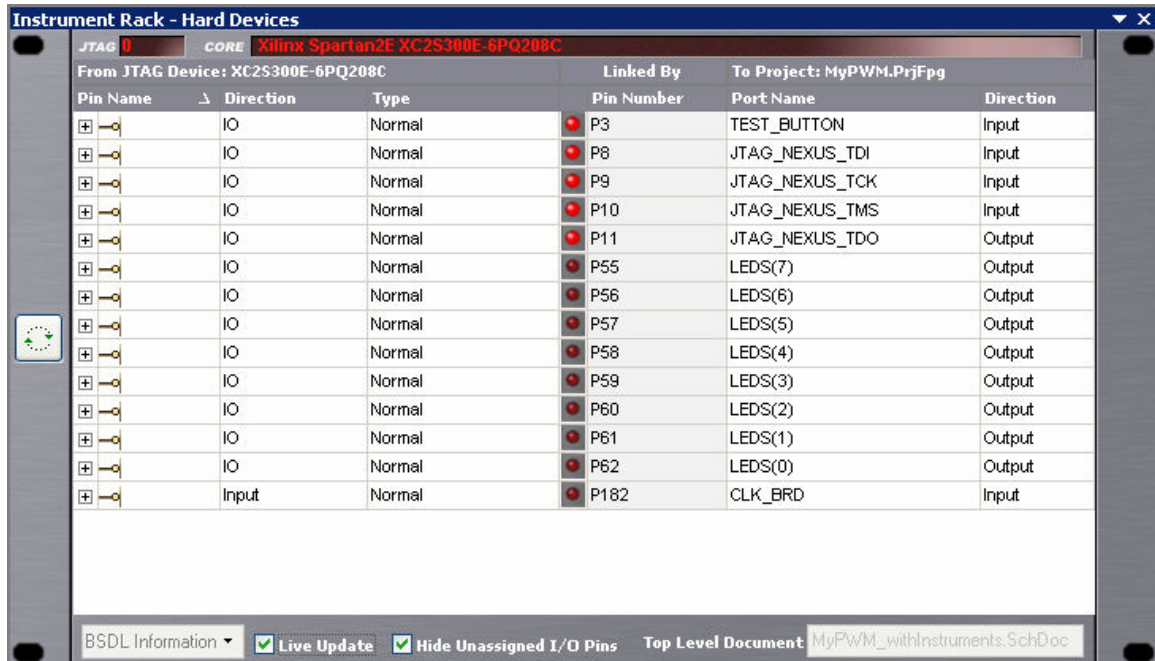 Instrument Rack - Hard Devices
JTAG 0 CORE Xilinx Spartan2E XC2S300E-6PQ208C
From JTAG Device: XC2S300E-6PQ208C Linked By To Project: MyPWM.PrjFpg
Pin Name Direction Type Pin Number Port Name Direction
IO Normal P3 TEST_BUTTON Input
IO Normal P8 JTAG_NEXUS_TDI Input
IO Normal P9 JTAG_NEXUS_TCK Input
IO Normal P10 JTAG_NEXUS_TMS Input
IO Normal P11 JTAG_NEXUS_TDO Output
IO Normal P55 LEDS(7) Output
IO Normal P56 LEDS(6) Output
IO Normal P57 LEDS(5) Output
IO Normal P58 LEDS(4) Output
IO Normal P59 LEDS(3) Output
IO Normal P60 LEDS(2) Output
IO Normal P61 LEDS(1) Output
IO Normal P62 LEDS(0) Output
Input Normal P182 CLK_BRD Input
BSDL Information Live Update Hide Unassigned I/O Pins Top Level Document MyPWM_withInstruments.SchDoc